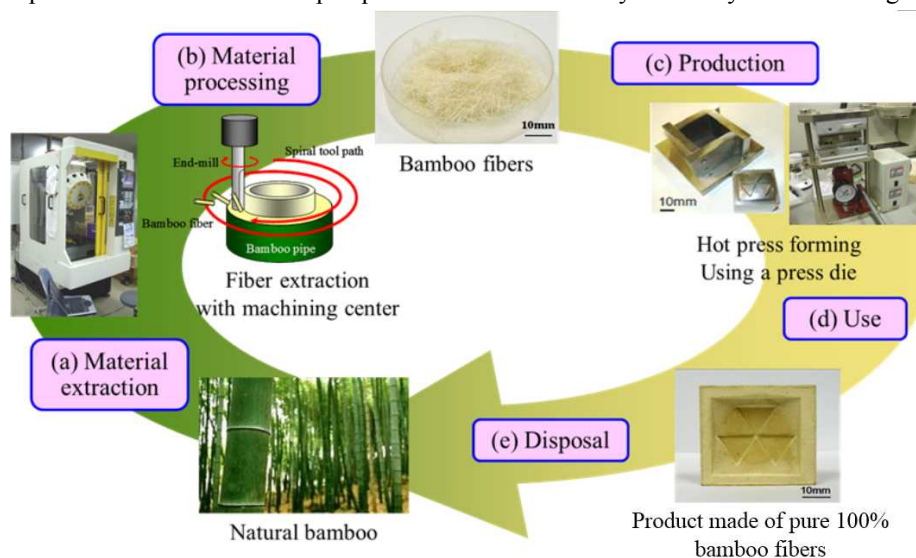 (b) Material
processing
(c) Production
End-mill
Spiral tool path
Bamboo fiber
Bamboo pipe
10mm
Bamboo fibers
10mm
Hot press forming
Using a press die
Fiber extraction
with machining center
(d) Use
(a) Material
extraction
(e) Disposal
10mm
Natural bamboo
Product made of pure 100%
bamboo fibers